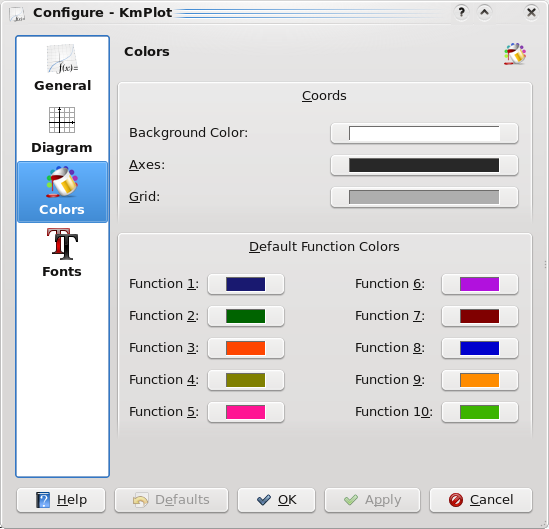 Configure - KmPlot
?
f(x)=
General
Diagram
Colors
Fonts
Colors
Coords
Background Color:
Axes:
Grid:
Default Function Colors
Function 1:
Function 6:
Function 2:
Function 7:
Function 3:
Function 8:
Function 4:
Function 9:
Function 5:
Function 10:
? Help
Defaults
OK
Apply
Cancel